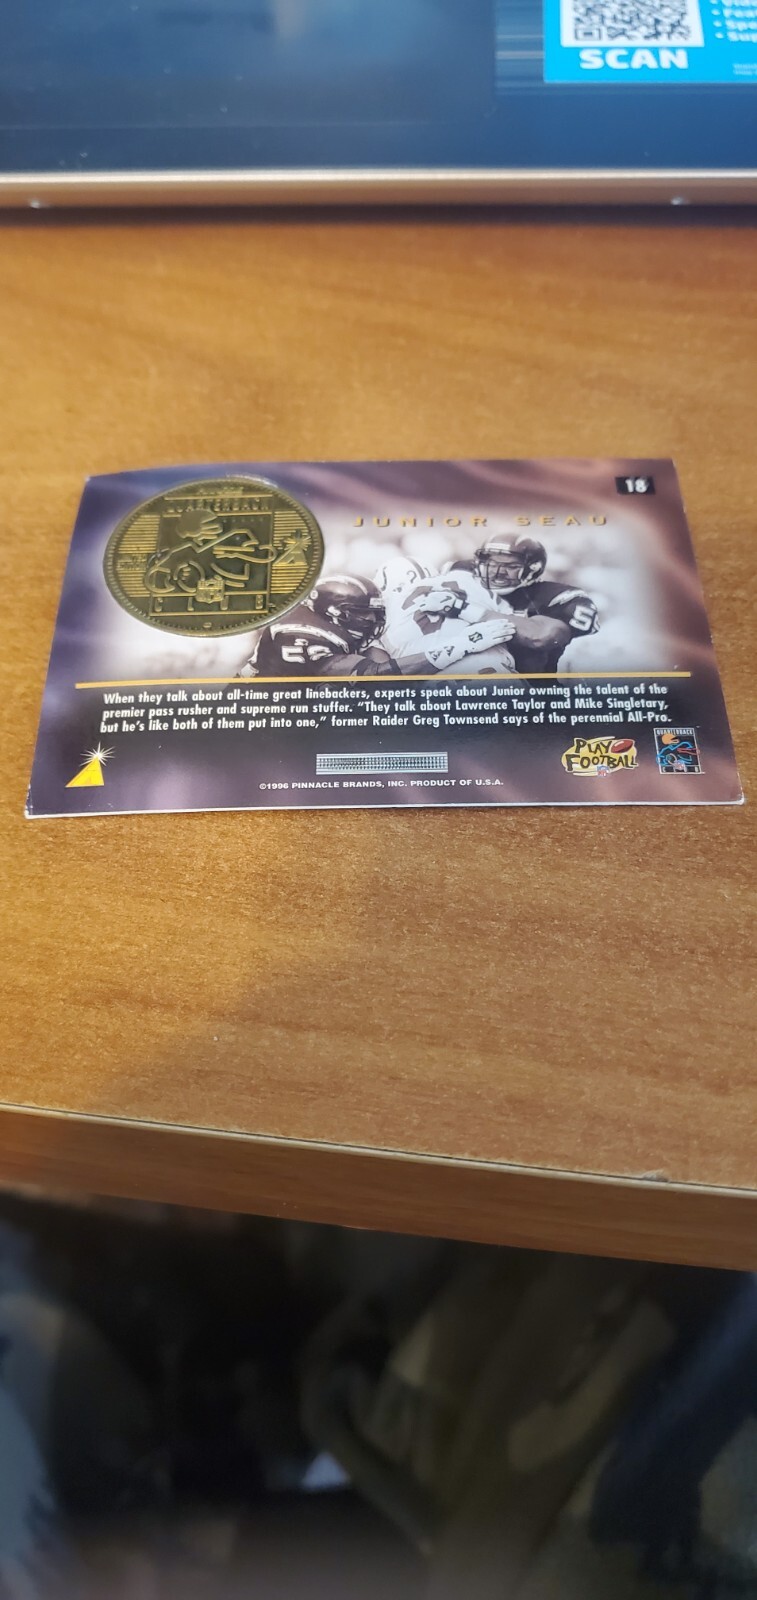 SCAN
18
JUNIOR SEAU
QUARTERBACK
CLUB
When they talk about all-time great linebackers, experts speak about Junior owning the talent of the
premier pass rusher and supreme run stuffer. "They talk about Lawrence Taylor and Mike Singletary,
but he's like both of them put into one," former Raider Greg Townsend says of the perennial All-Pro.
PLAY
FOOTBALL
QUARTERBACK
CLUB
©1996 PINNACLE BRANDS, INC. PRODUCT OF U.S.A.